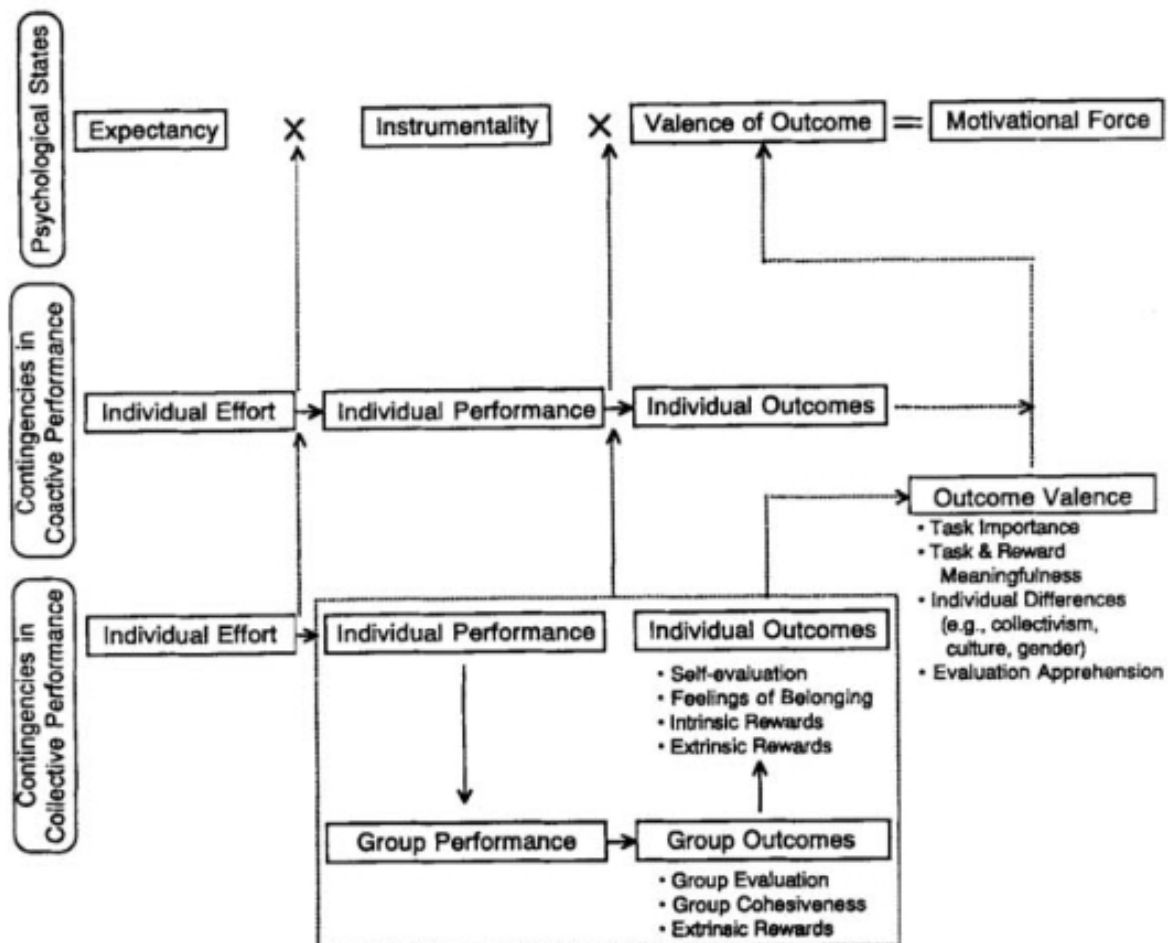 Psychological States
Expectancy
X
Instrumentality
X
Valence of Outcome
=
Motivational Force
Contingencies in
Coactive Performance
Individual Effort
Individual Performance
Individual Outcomes
Outcome Valence
• Task Importance
• Task & Reward
Meaningfulness
• Individual Differences
(e.g., collectivism,
culture, gender)
• Evaluation Apprehension
Contingencies in
Collective Performance
Individual Effort
Individual Performance
Individual Outcomes
• Self-evaluation
• Feelings of Belonging
• Intrinsic Rewards
• Extrinsic Rewards
Group Performance
Group Outcomes
• Group Evaluation
• Group Cohesiveness
• Extrinsic Rewards